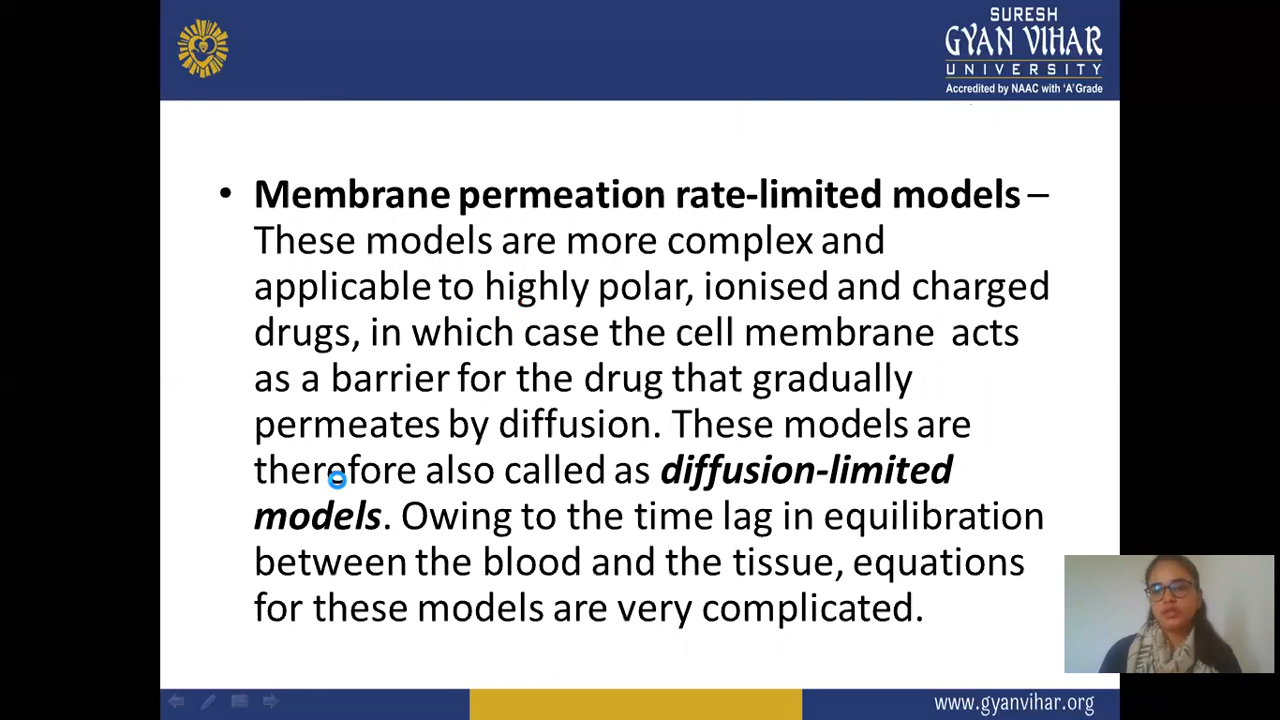 SURESH
GYAN VIHAR
UNIVERSITY
Accredited by NAAC with 'A' Grade
• Membrane permeation rate-limited models –
These models are more complex and
applicable to highly polar, ionised and charged
drugs, in which case the cell membrane acts
as a barrier for the drug that gradually
permeates by diffusion. These models are
therefore also called as diffusion-limited
models. Owing to the time lag in equilibration
between the blood and the tissue, equations
for these models are very complicated.
www.gyanvihar.org